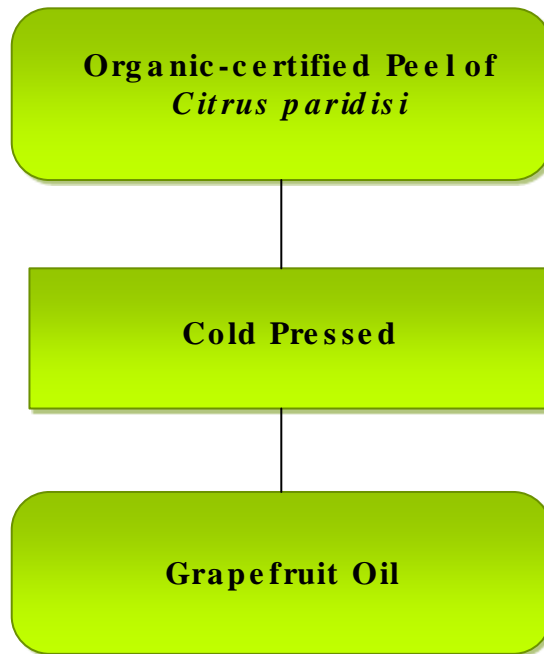 Organic-certified Peel of
Citrus paridisi
Cold Pressed
Grapefruit Oil